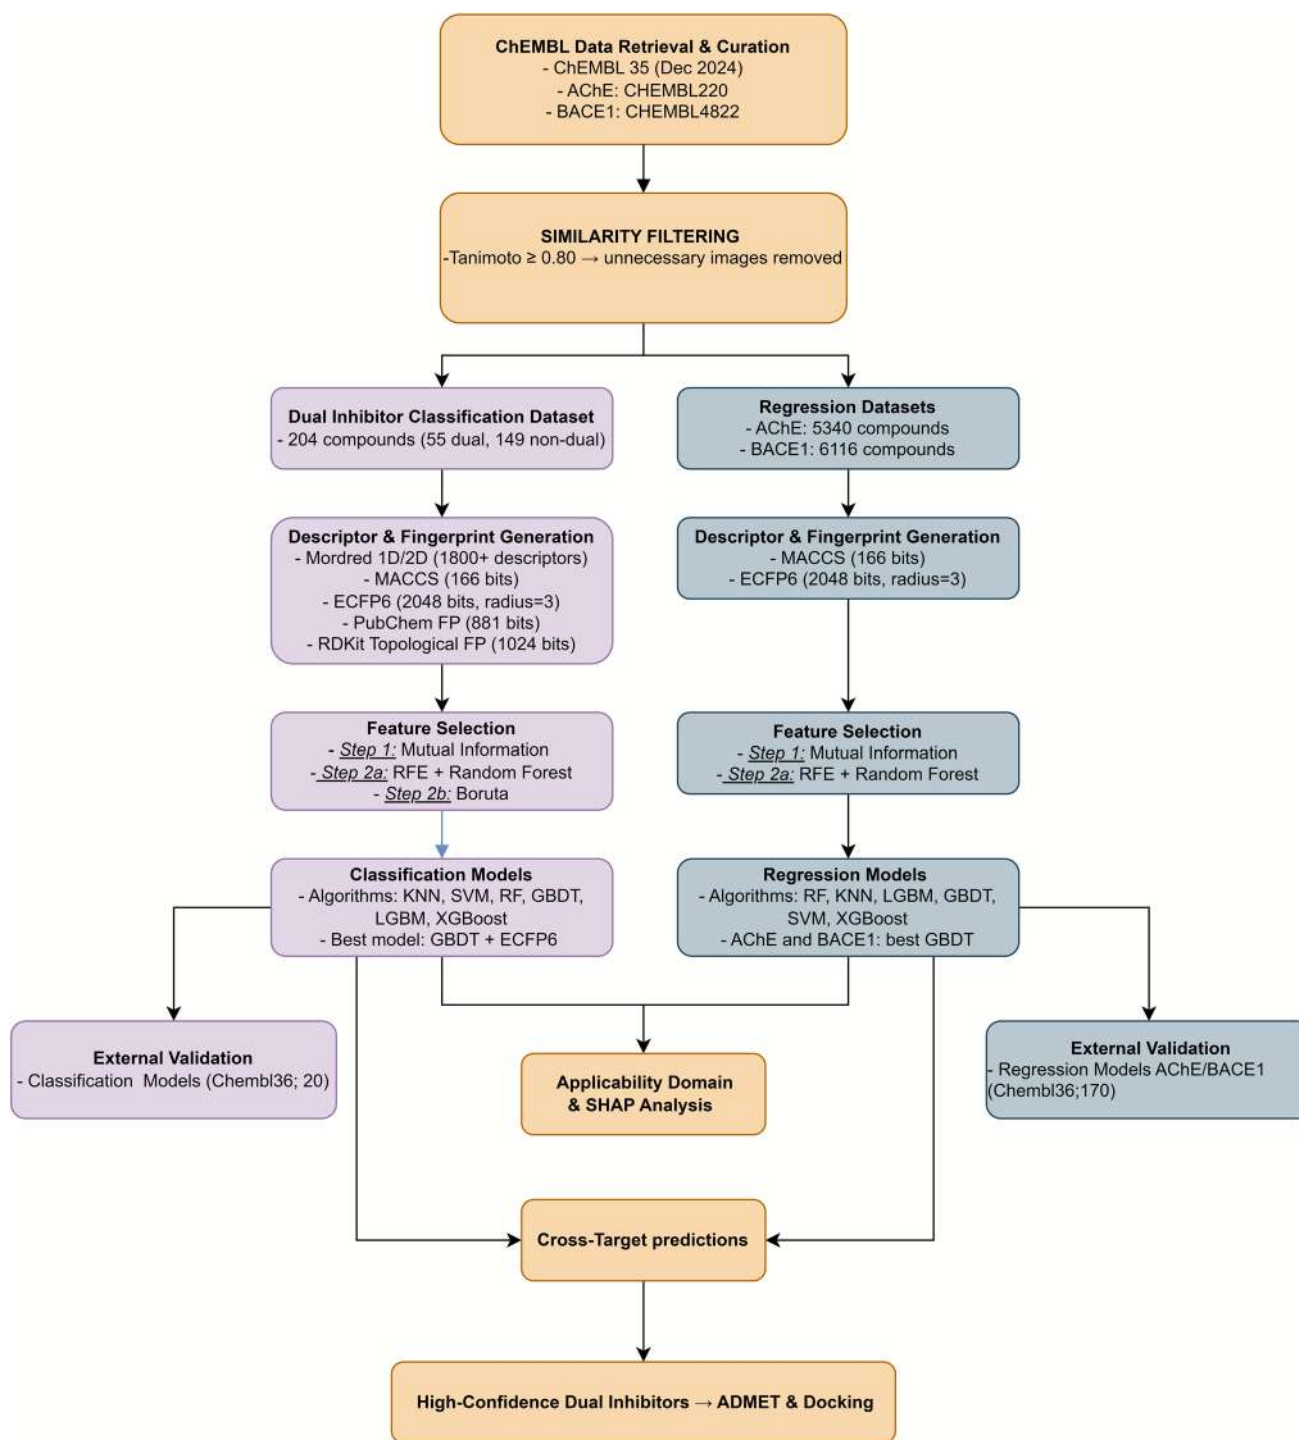 ChEMBL Data Retrieval & Curation
- ChEMBL 35 (Dec 2024)
- AChE: CHEMBL220
- BACE1: CHEMBL4822
SIMILARITY FILTERING
-Tanimoto ≥ 0.80 → unnecessary images removed
Dual Inhibitor Classification Dataset
- 204 compounds (55 dual, 149 non-dual)
Regression Datasets
- AChE: 5340 compounds
- BACE1: 6116 compounds
Descriptor & Fingerprint Generation
- Mordred 1D/2D (1800+ descriptors)
- MACCS (166 bits)
- ECFP6 (2048 bits, radius=3)
- PubChem FP (881 bits)
- RDKit Topological FP (1024 bits)
Descriptor & Fingerprint Generation
- MACCS (166 bits)
- ECFP6 (2048 bits, radius=3)
Feature Selection
- Step 1: Mutual Information
- Step 2a: RFE + Random Forest
- Step 2b: Boruta
Feature Selection
- Step 1: Mutual Information
- Step 2a: RFE + Random Forest
Classification Models
- Algorithms: KNN, SVM, RF, GBDT,
LGBM, XGBoost
- Best model: GBDT + ECFP6
Regression Models
- Algorithms: RF, KNN, LGBM, GBDT,
SVM, XGBoost
- AChE and BACE1: best GBDT
External Validation
- Classification Models (Chembl36; 20)
Applicability Domain
& SHAP Analysis
External Validation
- Regression Models AChE/BACE1
(Chembl36;170)
Cross-Target predictions
High-Confidence Dual Inhibitors → ADMET & Docking